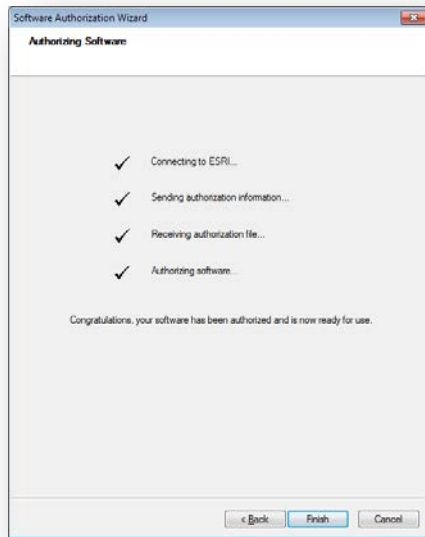 Software Authorization Wizard
Authorizing Software
Connecting to ESRI...
Sending authorization information...
Receiving authorization file...
Authorizing software...
Congratulations, your software has been authorized and is now ready for use.
< Back Finish Cancel